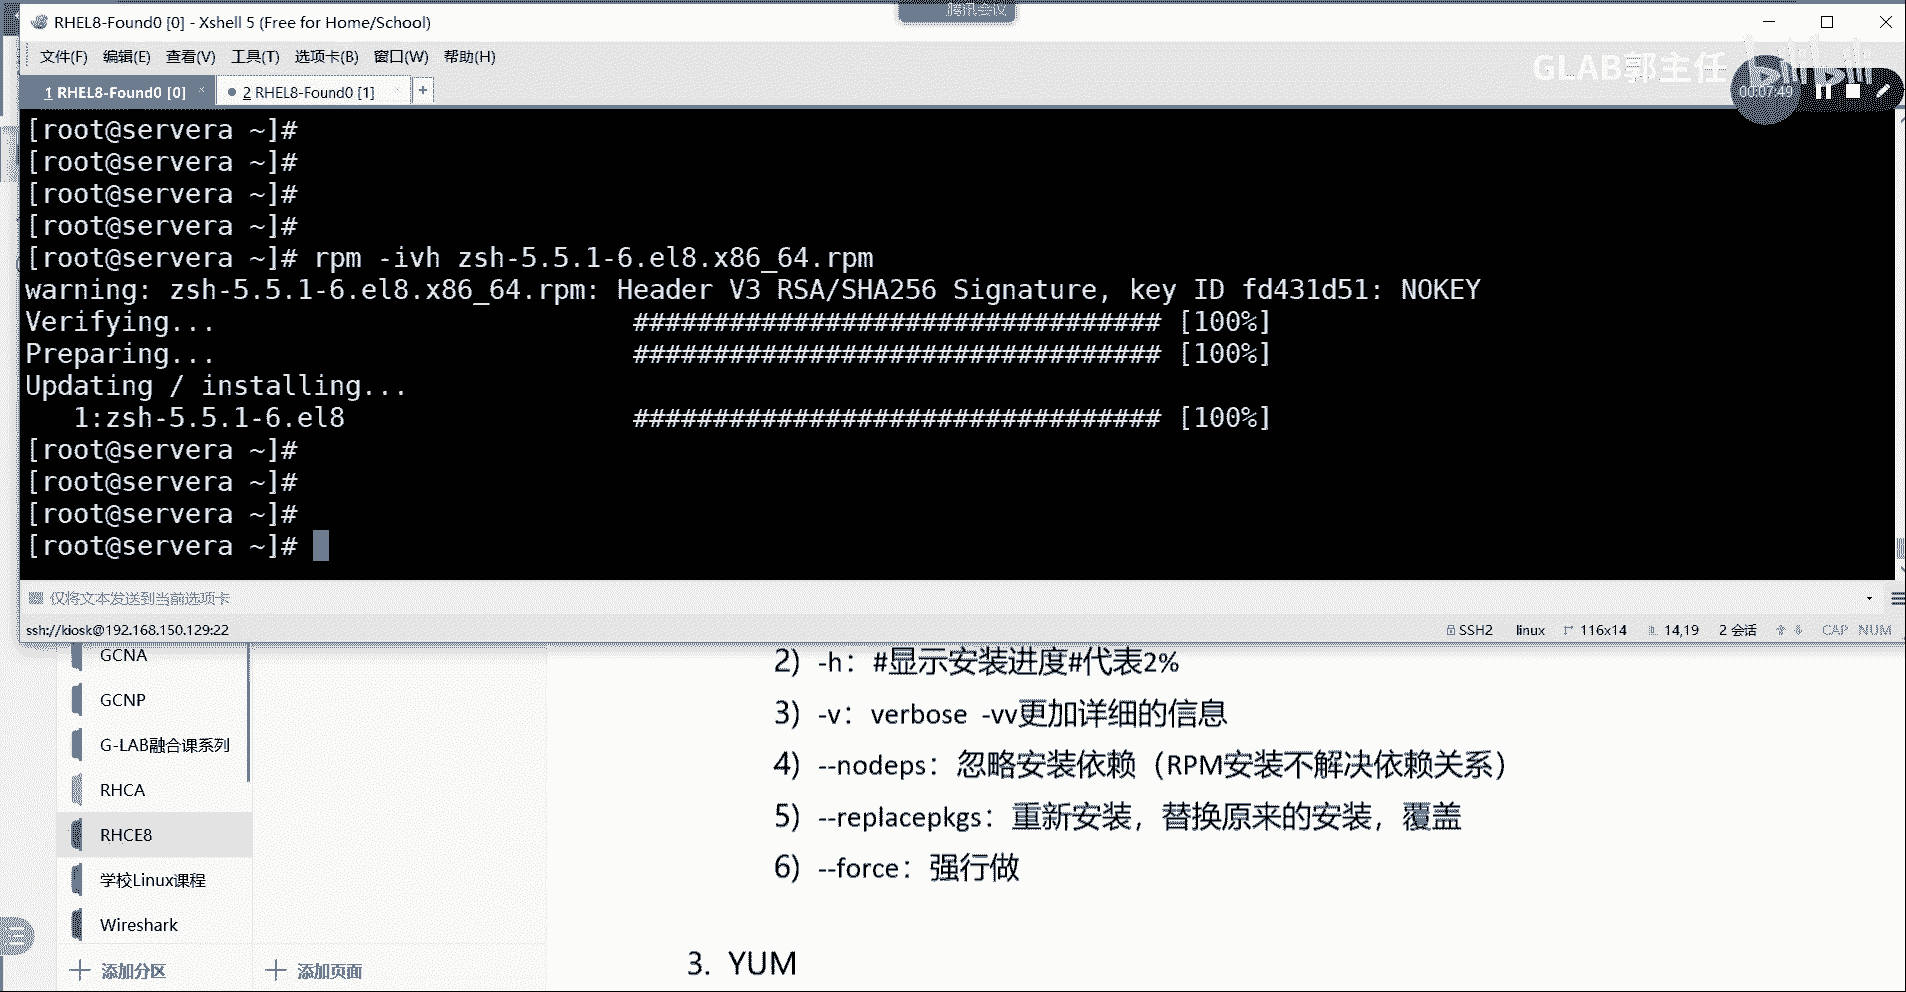 腾讯会议
RHEL8-Found0 [0] - Xshell 5 (Free for Home/School)
文件(F) 编辑(E) 查看(V) 工具(T) 选项卡(B) 窗口(W) 帮助(H)
GLAB郭主任 bilibili
00:07:49
1 RHEL8-Found0 [0] × 2 RHEL8-Found0 [1] +
[root@servera ~]#
[root@servera ~]#
[root@servera ~]#
[root@servera ~]#
[root@servera ~]# rpm -ivh zsh-5.5.1-6.el8.x86_64.rpm
warning: zsh-5.5.1-6.el8.x86_64.rpm: Header V3 RSA/SHA256 Signature, key ID fd431d51: NOKEY
Verifying... ################################# [100%]
Preparing... ################################# [100%]
Updating / installing...
1:zsh-5.5.1-6.el8 ################################# [100%]
[root@servera ~]#
[root@servera ~]#
[root@servera ~]#
[root@servera ~]#
仅将文本发送到当前选项卡
ssh://kiosk@192.168.150.129:22 SSH2 linux 116x14 14,19 2 会话 CAP NUM
GCNA
GCNP
G-LAB融合课系列
RHCA
RHCE8
学校Linux课程
Wireshark
添加分区 添加页面
2) -h：#显示安装进度#代表2%
3) -v：verbose -vv更加详细的信息
4) --nodeps：忽略安装依赖（RPM安装不解决依赖关系）
5) --replacepkgs：重新安装，替换原来的安装，覆盖
6) --force：强行做
3. YUM